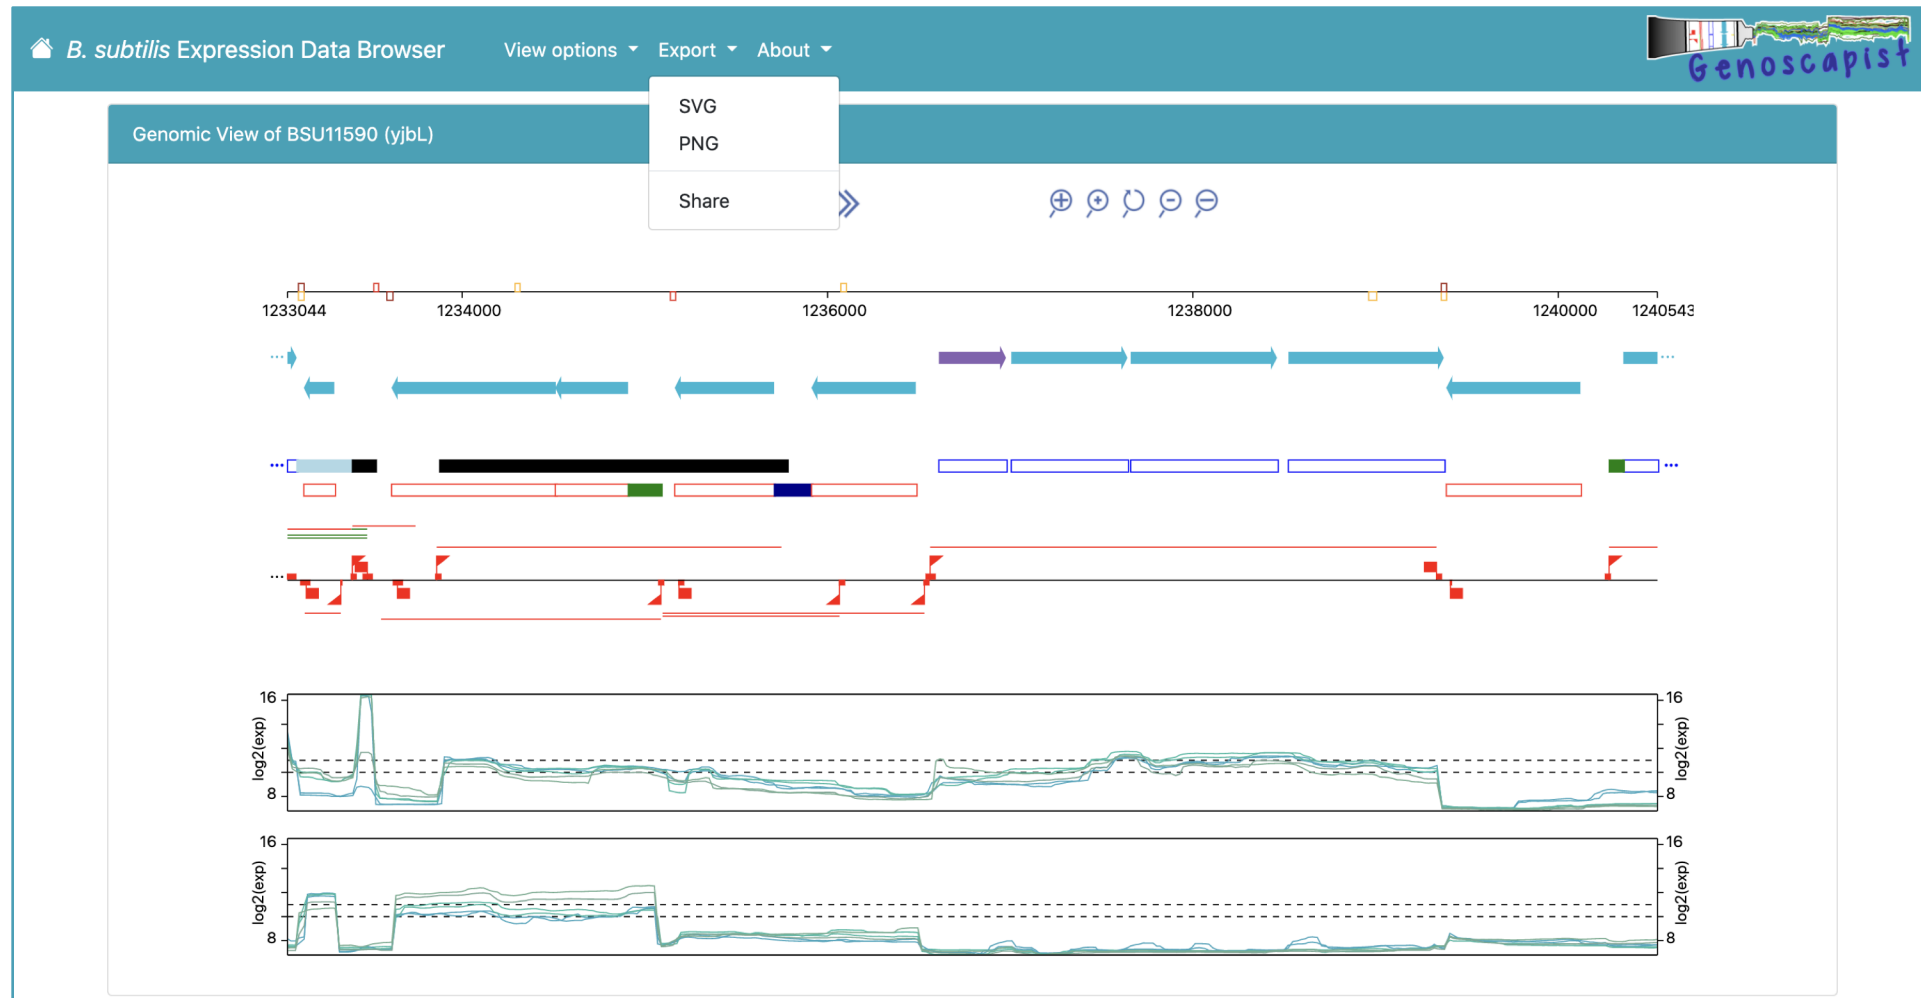 B. subtilis Expression Data Browser
View options
Export
About
Genoscapist
SVG
PNG
Share
Genomic View of BSU11590 (yjbL)
1233044
1234000
1236000
1238000
1240000
1240543
...
...
...
...
...
16
8
log2(exp)
16
8
log2(exp)
16
8
log2(exp)
16
8
log2(exp)